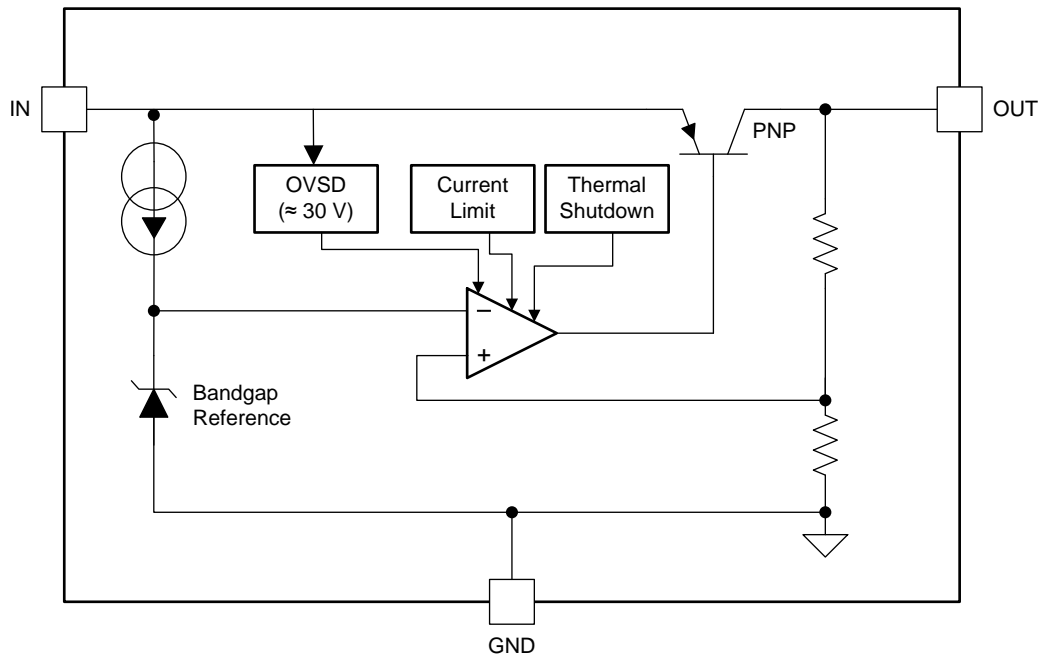 IN
OUT
PNP
OVSD
(≈ 30 V)
Current
Limit
Thermal
Shutdown
−
+
Bandgap
Reference
GND